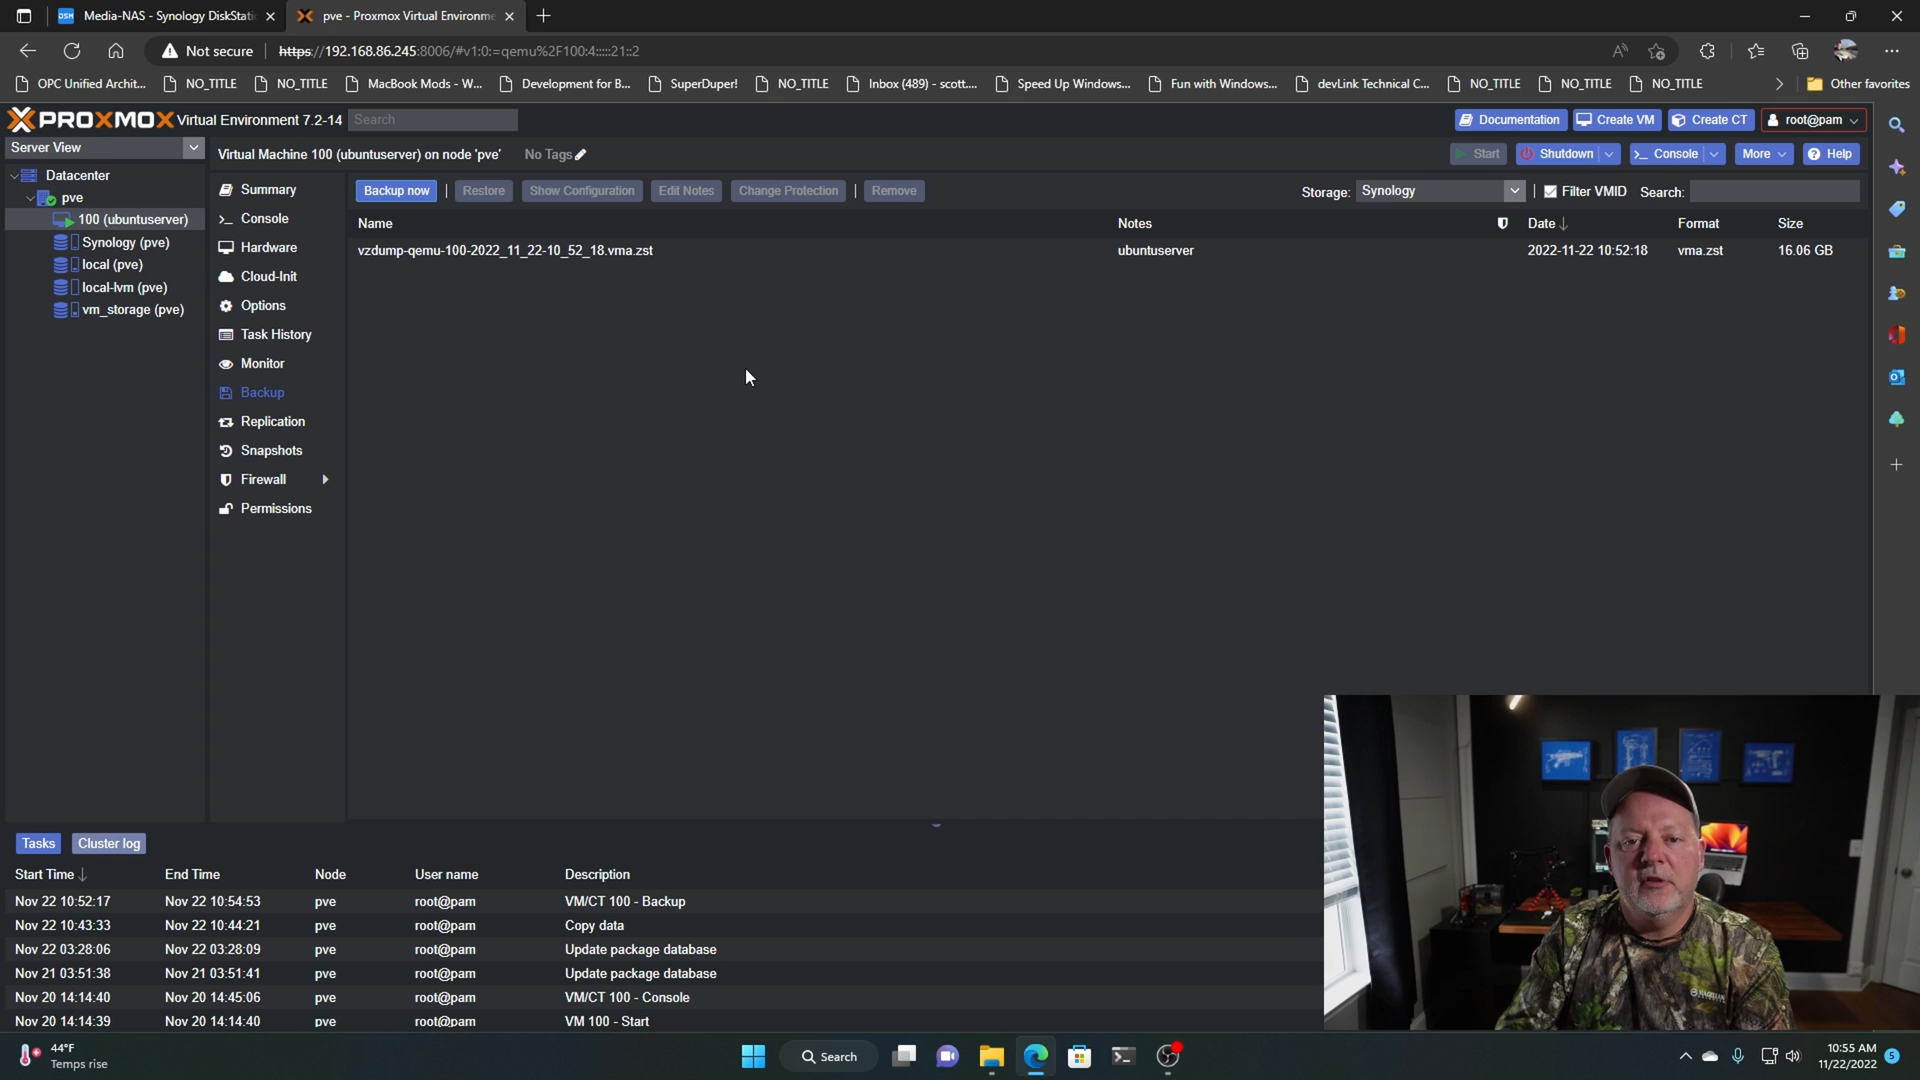 Media-NAS - Synology DiskStati
pve - Proxmox Virtual Environme
Not secure
https://192.168.86.245:8006/#v1:0:=qemu%2F100:4:::::21::2
OPC Unified Archit...
NO_TITLE
NO_TITLE
MacBook Mods - W...
Development for B...
SuperDuper!
NO_TITLE
Inbox (489) - scott....
Speed Up Windows...
Fun with Windows...
devLink Technical C...
NO_TITLE
NO_TITLE
NO_TITLE
Other favorites
PROXMOX Virtual Environment 7.2-14
Search
Documentation
Create VM
Create CT
root@pam
Server View
Virtual Machine 100 (ubuntuserver) on node 'pve'
No Tags
Start
Shutdown
Console
More
Help
Datacenter
pve
100 (ubuntuserver)
Synology (pve)
local (pve)
local-lvm (pve)
vm_storage (pve)
Summary
Console
Hardware
Cloud-Init
Options
Task History
Monitor
Backup
Replication
Snapshots
Firewall
Permissions
Backup now
Restore
Show Configuration
Edit Notes
Change Protection
Remove
Storage: Synology
Filter VMID
Search:
Name Notes Date Format Size
vzdump-qemu-100-2022_11_22-10_52_18.vma.zst ubuntuserver 2022-11-22 10:52:18 vma.zst 16.06 GB
Tasks
Cluster log
Start Time End Time Node User name Description
Nov 22 10:52:17 Nov 22 10:54:53 pve root@pam VM/CT 100 - Backup
Nov 22 10:43:33 Nov 22 10:44:21 pve root@pam Copy data
Nov 22 03:28:06 Nov 22 03:28:09 pve root@pam Update package database
Nov 21 03:51:38 Nov 21 03:51:41 pve root@pam Update package database
Nov 20 14:14:40 Nov 20 14:45:06 pve root@pam VM/CT 100 - Console
Nov 20 14:14:39 Nov 20 14:14:40 pve root@pam VM 100 - Start
44°F
Temps rise
Search
10:55 AM
11/22/2022
5